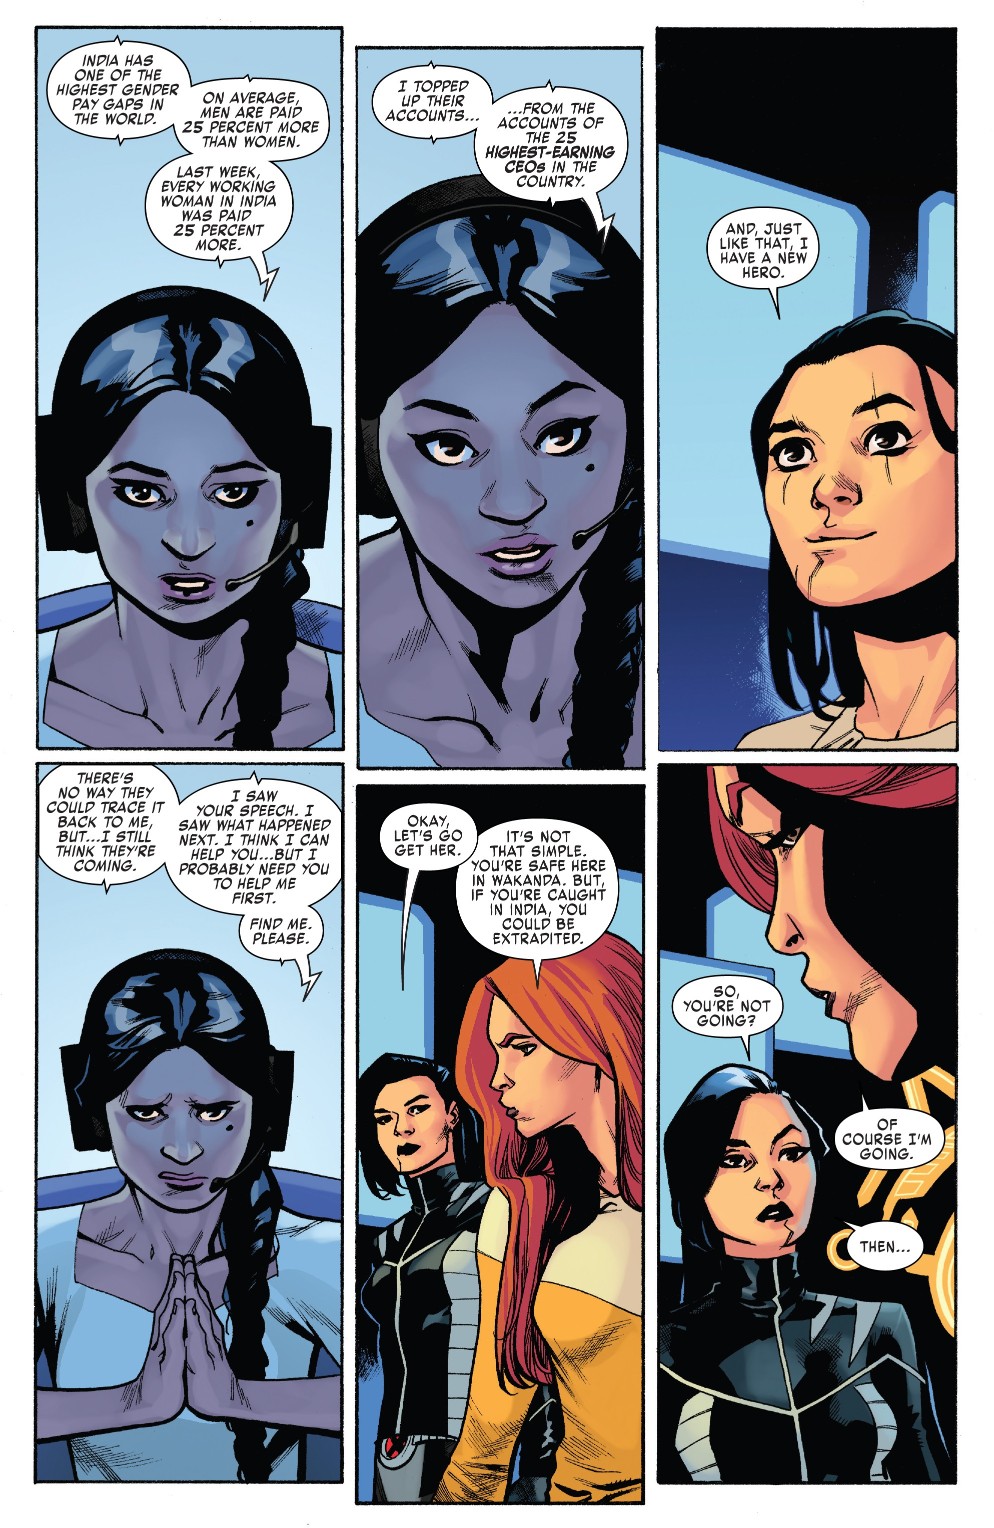 INDIA HAS
ONE OF THE
HIGHEST GENDER
PAY GAPS IN
THE WORLD.
ON AVERAGE,
MEN ARE PAID
25 PERCENT MORE
THAN WOMEN.
LAST WEEK,
EVERY WORKING
WOMAN IN INDIA
WAS PAID
25 PERCENT
MORE.
I TOPPED
UP THEIR
ACCOUNTS...
...FROM THE
ACCOUNTS OF
THE 25
HIGHEST-EARNING
CEOs IN THE
COUNTRY.
AND, JUST
LIKE THAT, I
HAVE A NEW
HERO.
THERE'S
NO WAY THEY
COULD TRACE IT
BACK TO ME,
BUT...I STILL
THINK THEY'RE
COMING.
I SAW
YOUR SPEECH. I
SAW WHAT HAPPENED
NEXT. I THINK I CAN
HELP YOU...BUT I
PROBABLY NEED YOU
TO HELP ME
FIRST.
FIND ME.
PLEASE.
OKAY,
LET'S GO
GET HER.
IT'S NOT
THAT SIMPLE.
YOU'RE SAFE HERE
IN WAKANDA. BUT,
IF YOU'RE CAUGHT
IN INDIA, YOU
COULD BE
EXTRADITED.
SO,
YOU'RE NOT
GOING?
OF
COURSE I'M
GOING.
THEN...